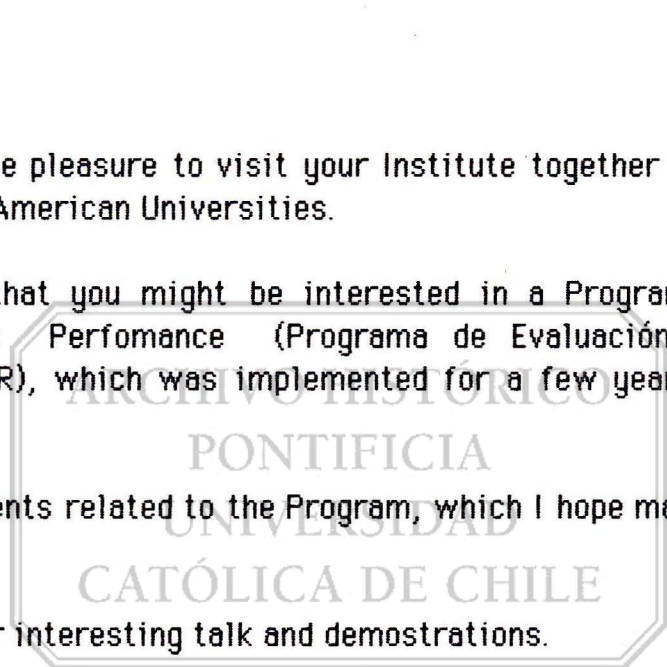 e pleasure to visit your Institute together
American Universities.
that you might be interested in a Program
Perfomance (Programa de Evaluación
R), which was implemented for a few year
ARCHIVO HISTÓRICO
PONTIFICIA
ents related to the Program, which I hope ma
UNIVERSIDAD
CATÓLICA DE CHILE
r interesting talk and demostrations.